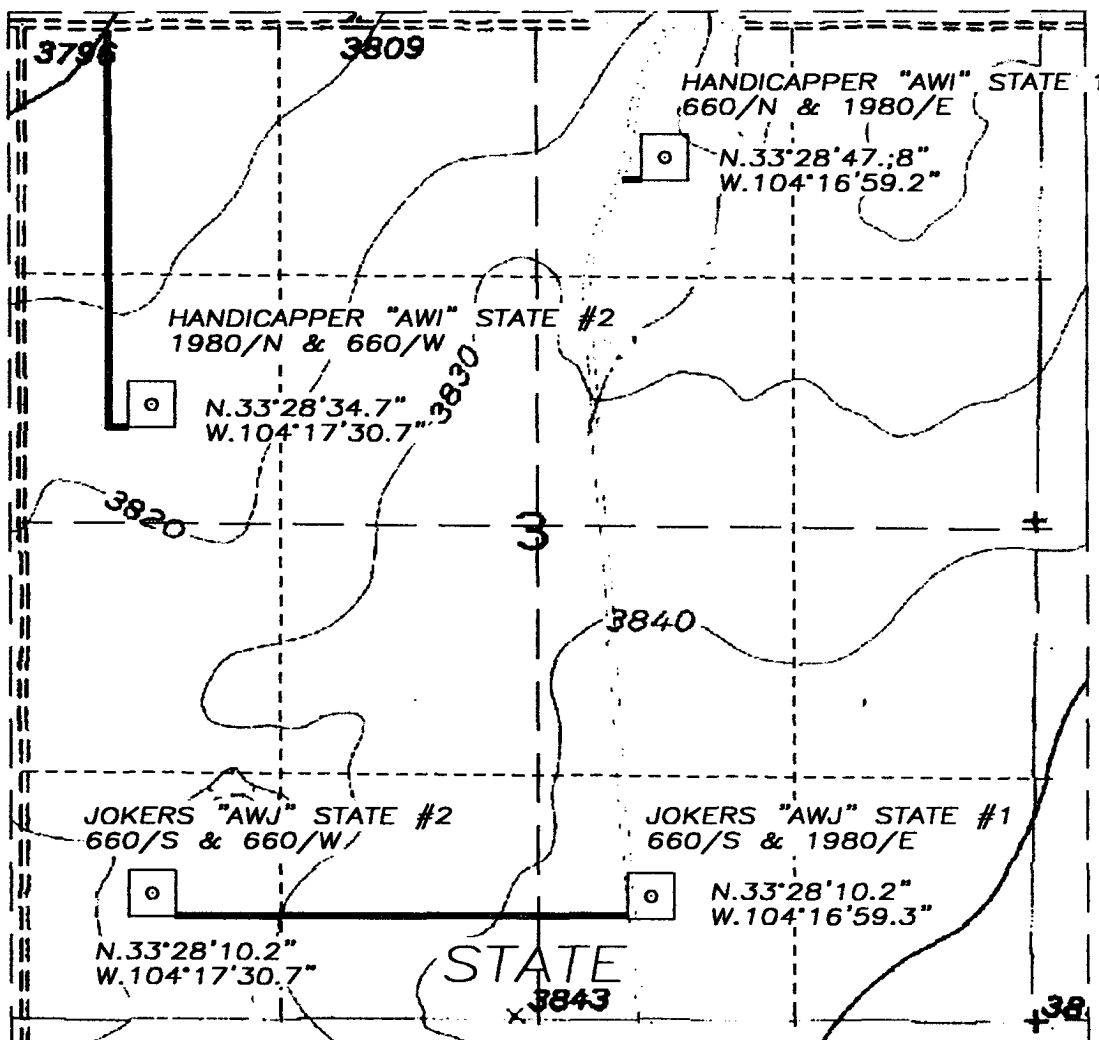 3796
3809
HANDICAPPER "AWI" STATE 1
660/N & 1980/E
N.33°28'47.;8"
W.104°16'59.2"
HANDICAPPER "AWI" STATE #2
1980/N & 660/W
3830
N.33°28'34.7"
W.104°17'30.7"
3820
3
3840
JOKERS "AWJ" STATE #2
660/S & 660/W
JOKERS "AWJ" STATE #1
660/S & 1980/E
N.33°28'10.2"
W.104°16'59.3"
N.33°28'10.2"
W.104°17'30.7"
STATE
3843
38